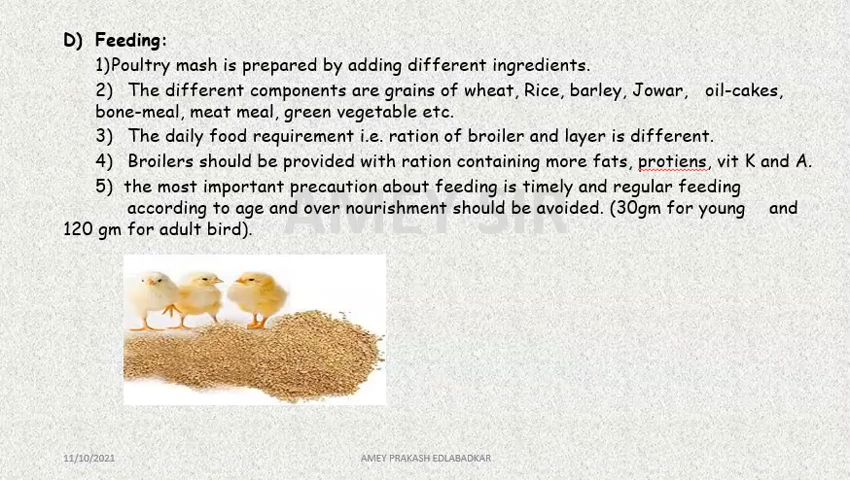 D) Feeding:
1)Poultry mash is prepared by adding different ingredients.
2) The different components are grains of wheat, Rice, barley, Jowar, oil-cakes,
bone-meal, meat meal, green vegetable etc.
3) The daily food requirement i.e. ration of broiler and layer is different.
4) Broilers should be provided with ration containing more fats, protiens, vit K and A.
5) the most important precaution about feeding is timely and regular feeding
according to age and over nourishment should be avoided. (30gm for young and
120 gm for adult bird).
AMEY SIR
11/10/2021 AMEY PRAKASH EDLABADKAR